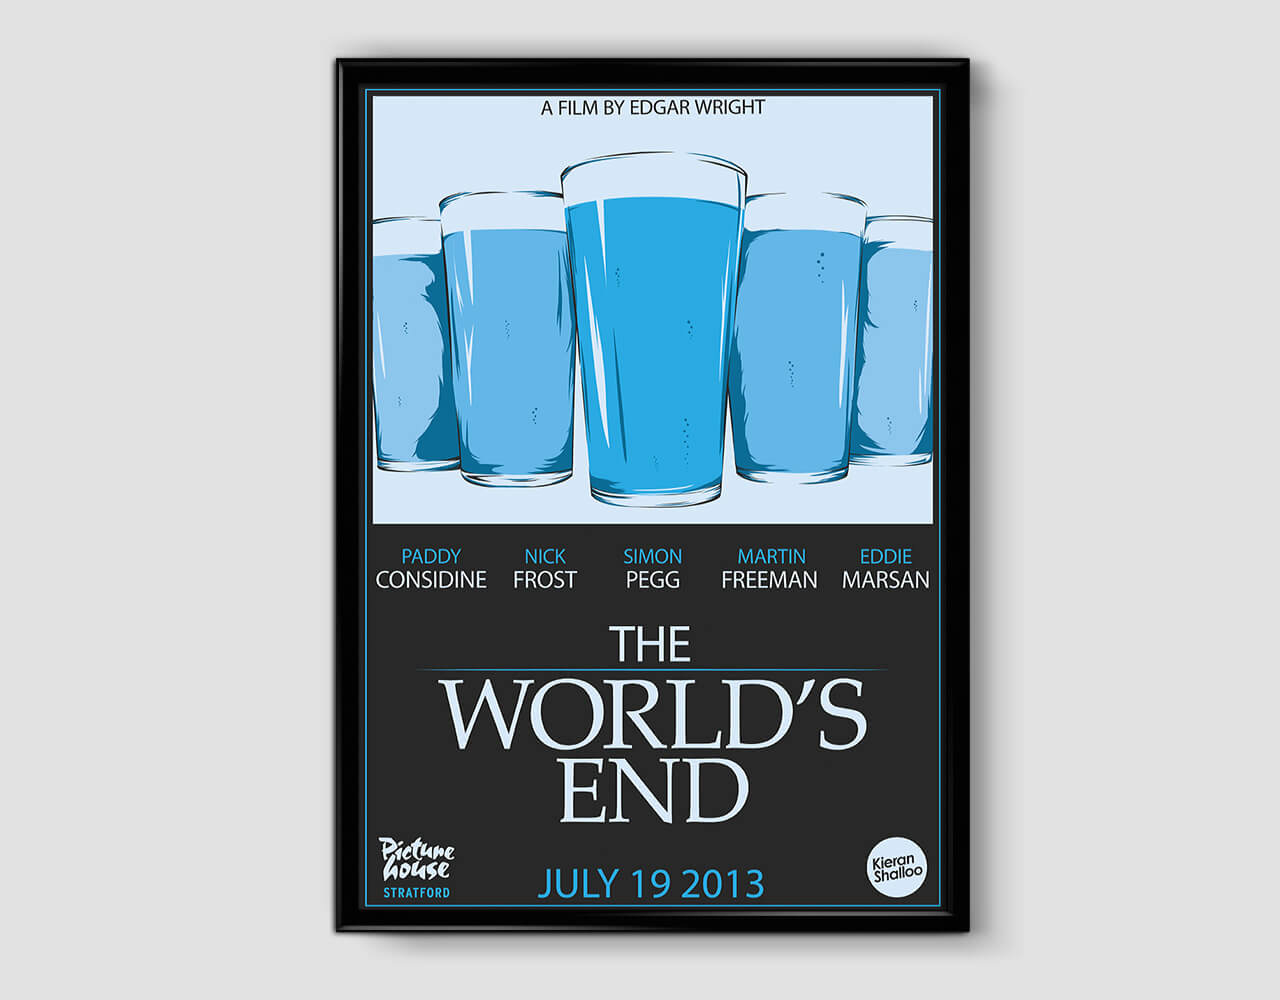 A FILM BY EDGAR WRIGHT
PADDY CONSIDINE
NICK FROST
SIMON PEGG
MARTIN FREEMAN
EDDIE MARSAN
THE
WORLD'S
END
Picture
house
STRATFORD
JULY 19 2013
Kieran
Shalloo